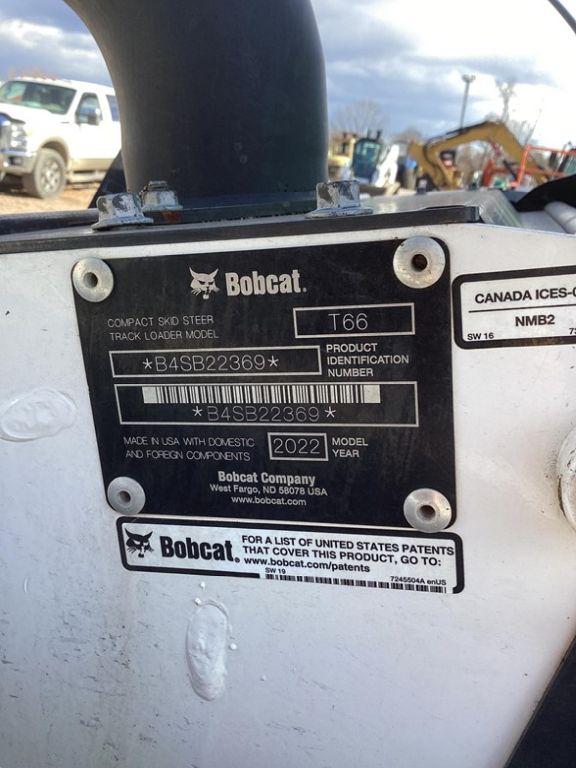 Bobcat.
COMPACT SKID STEER
TRACK LOADER MODEL
T66
*B4SB22369*
PRODUCT
IDENTIFICATION
NUMBER
*B4SB22369*
MADE IN USA WITH DOMESTIC
AND FOREIGN COMPONENTS
2022
MODEL
YEAR
Bobcat Company
West Fargo, ND 58078 USA
www.bobcat.com
CANADA ICES-0
NMB2
SW 16
73
Bobcat.
FOR A LIST OF UNITED STATES PATENTS
THAT COVER THIS PRODUCT, GO TO:
www.bobcat.com/patents
SW 19
7245504A enUS